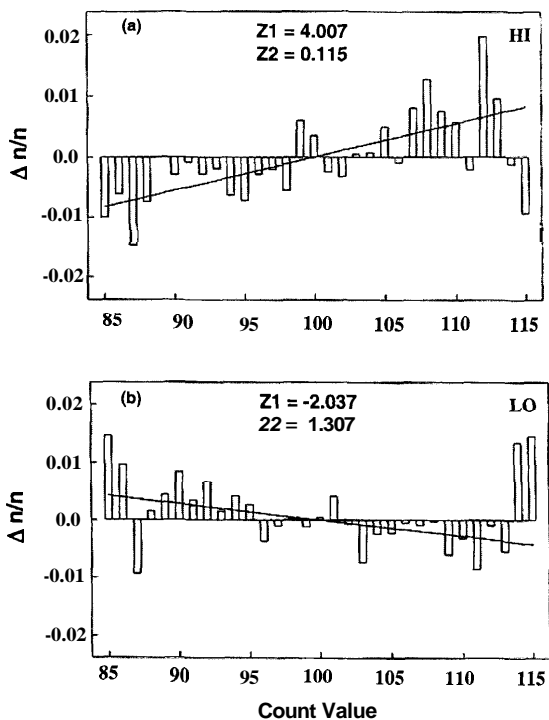 (a)
Z1 = 4.007
HI
Z2 = 0.115
0.02
0.01
0.0
-0.01
-0.02
Δ n/n
85 90 95 100 105 110 115
(b)
Z1 = -2.037
LO
22 = 1.307
0.02
0.01
0.0
-0.01
-0.02
Δ n/n
85 90 95 100 105 110 115
Count Value